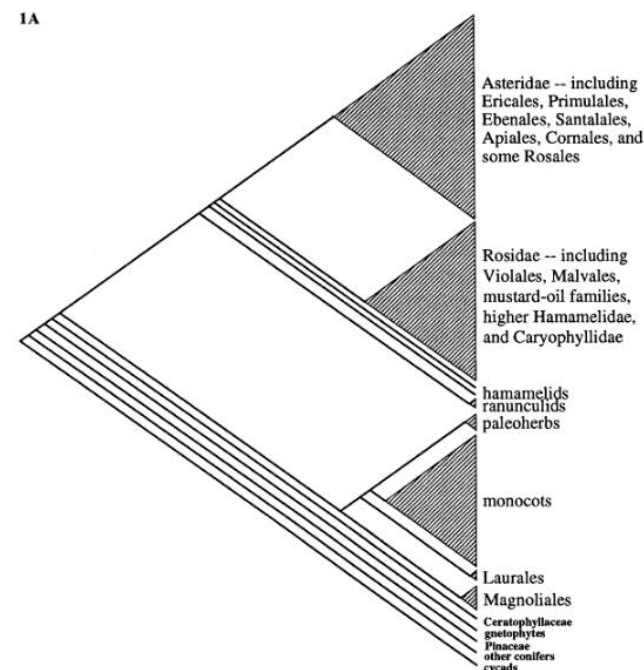 1A
Asteridae -- including
Ericales, Primulales,
Ebenales, Santalales,
Apiales, Cornales, and
some Rosales
Rosidae -- including
Violales, Malvales,
mustard-oil families,
higher Hamamelidae,
and Caryophyllidae
hamamelids
ranunculids
paleoherbs
monocots
Laurales
Magnoliales
Ceratophyllaceae
gnetophytes
Pinaceae
other conifers
cycads